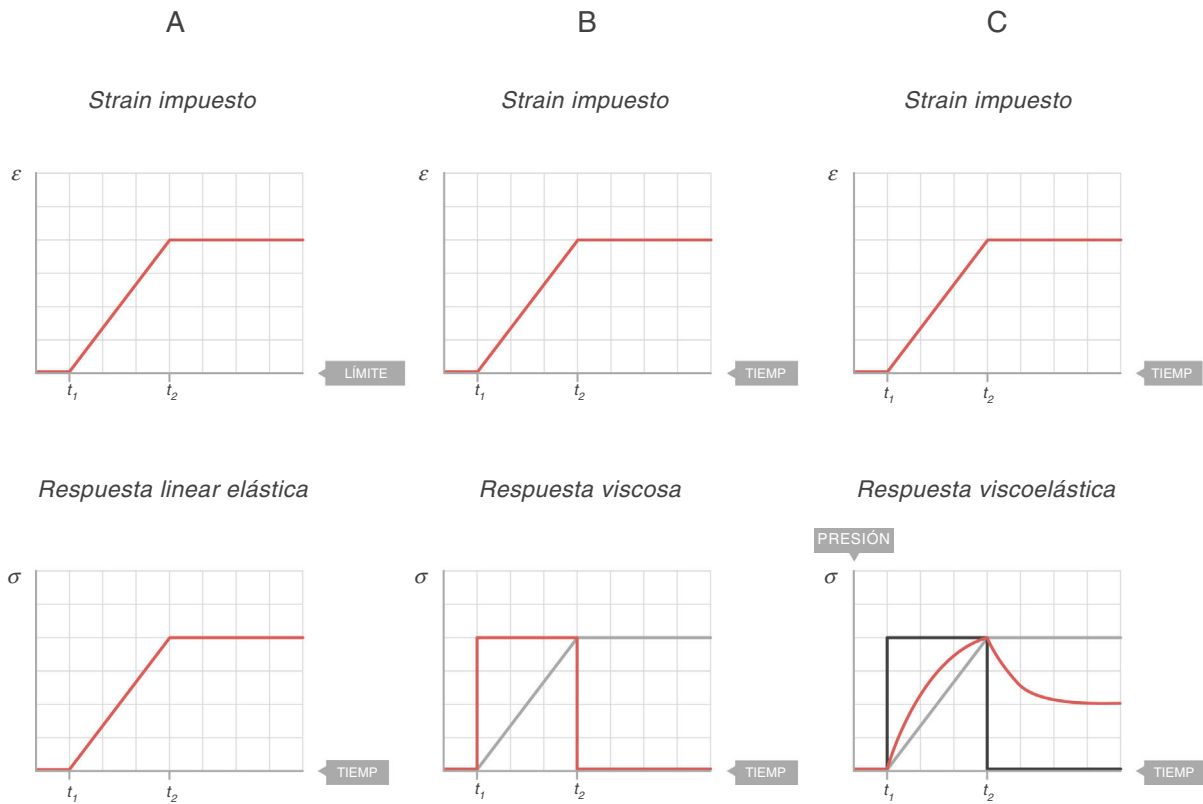 A
B
C
Strain impuesto
Strain impuesto
Strain impuesto
ε
ε
ε
LÍMITE
TIEMP
TIEMP
t1
t2
t1
t2
t1
t2
Respuesta linear elástica
Respuesta viscosa
Respuesta viscoelástica
PRESIÓN
σ
σ
σ
TIEMP
TIEMP
TIEMP
t1
t2
t1
t2
t1
t2